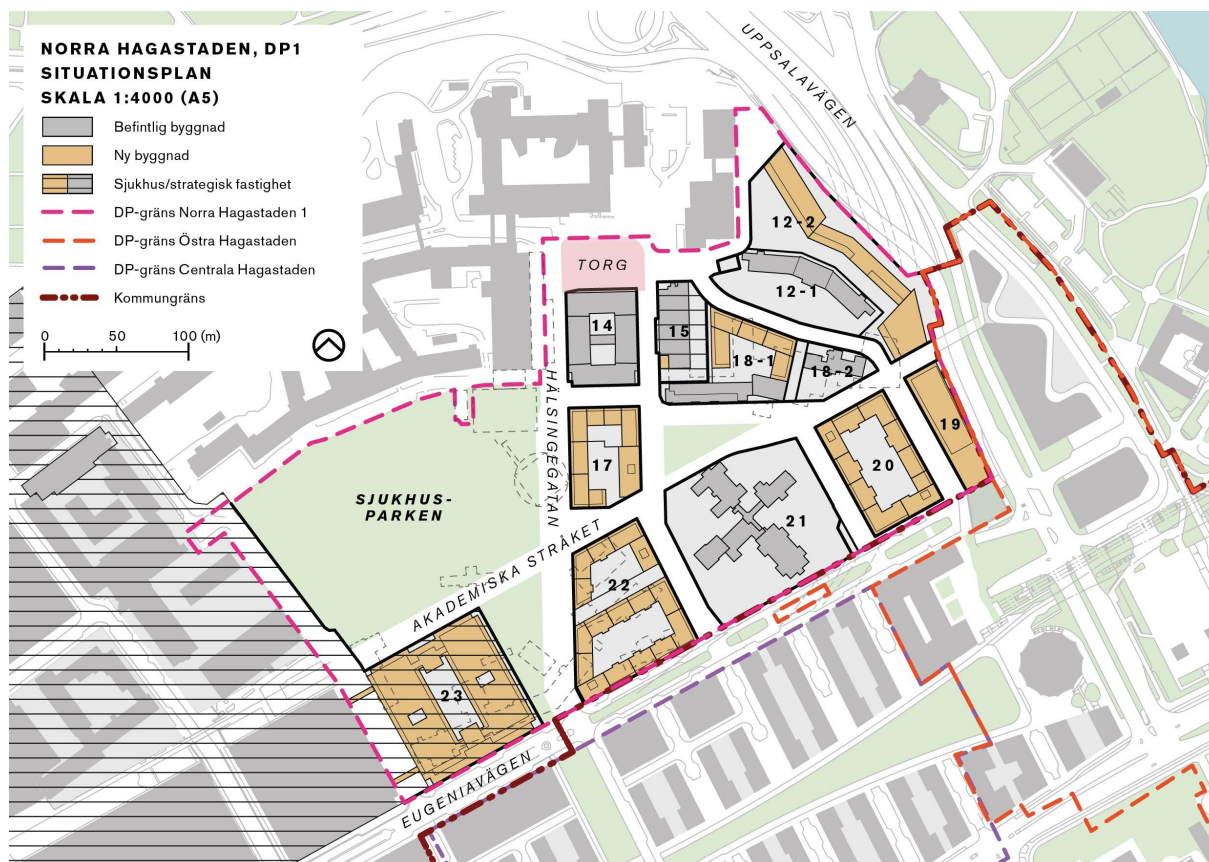 NORRA HAGASTADEN, DP1
SITUATIONSPLAN
SKALA 1:4000 (A5)
Befintlig byggnad
Ny byggnad
Sjukhus/strategisk fastighet
DP-gräns Norra Hagastaden 1
DP-gräns Östra Hagastaden
DP-gräns Centrala Hagastaden
Kommungräns
0 50 100 (m)
UPPSALAVÄGEN
12-2
TORG
12-1
14
15
18-1
18-2
HÄLSINGEGATAN
19
17
20
SJUKHUS-
PARKEN
21
AKADEMISKA STRÅKET
22
23
EUGENIAVÄGEN